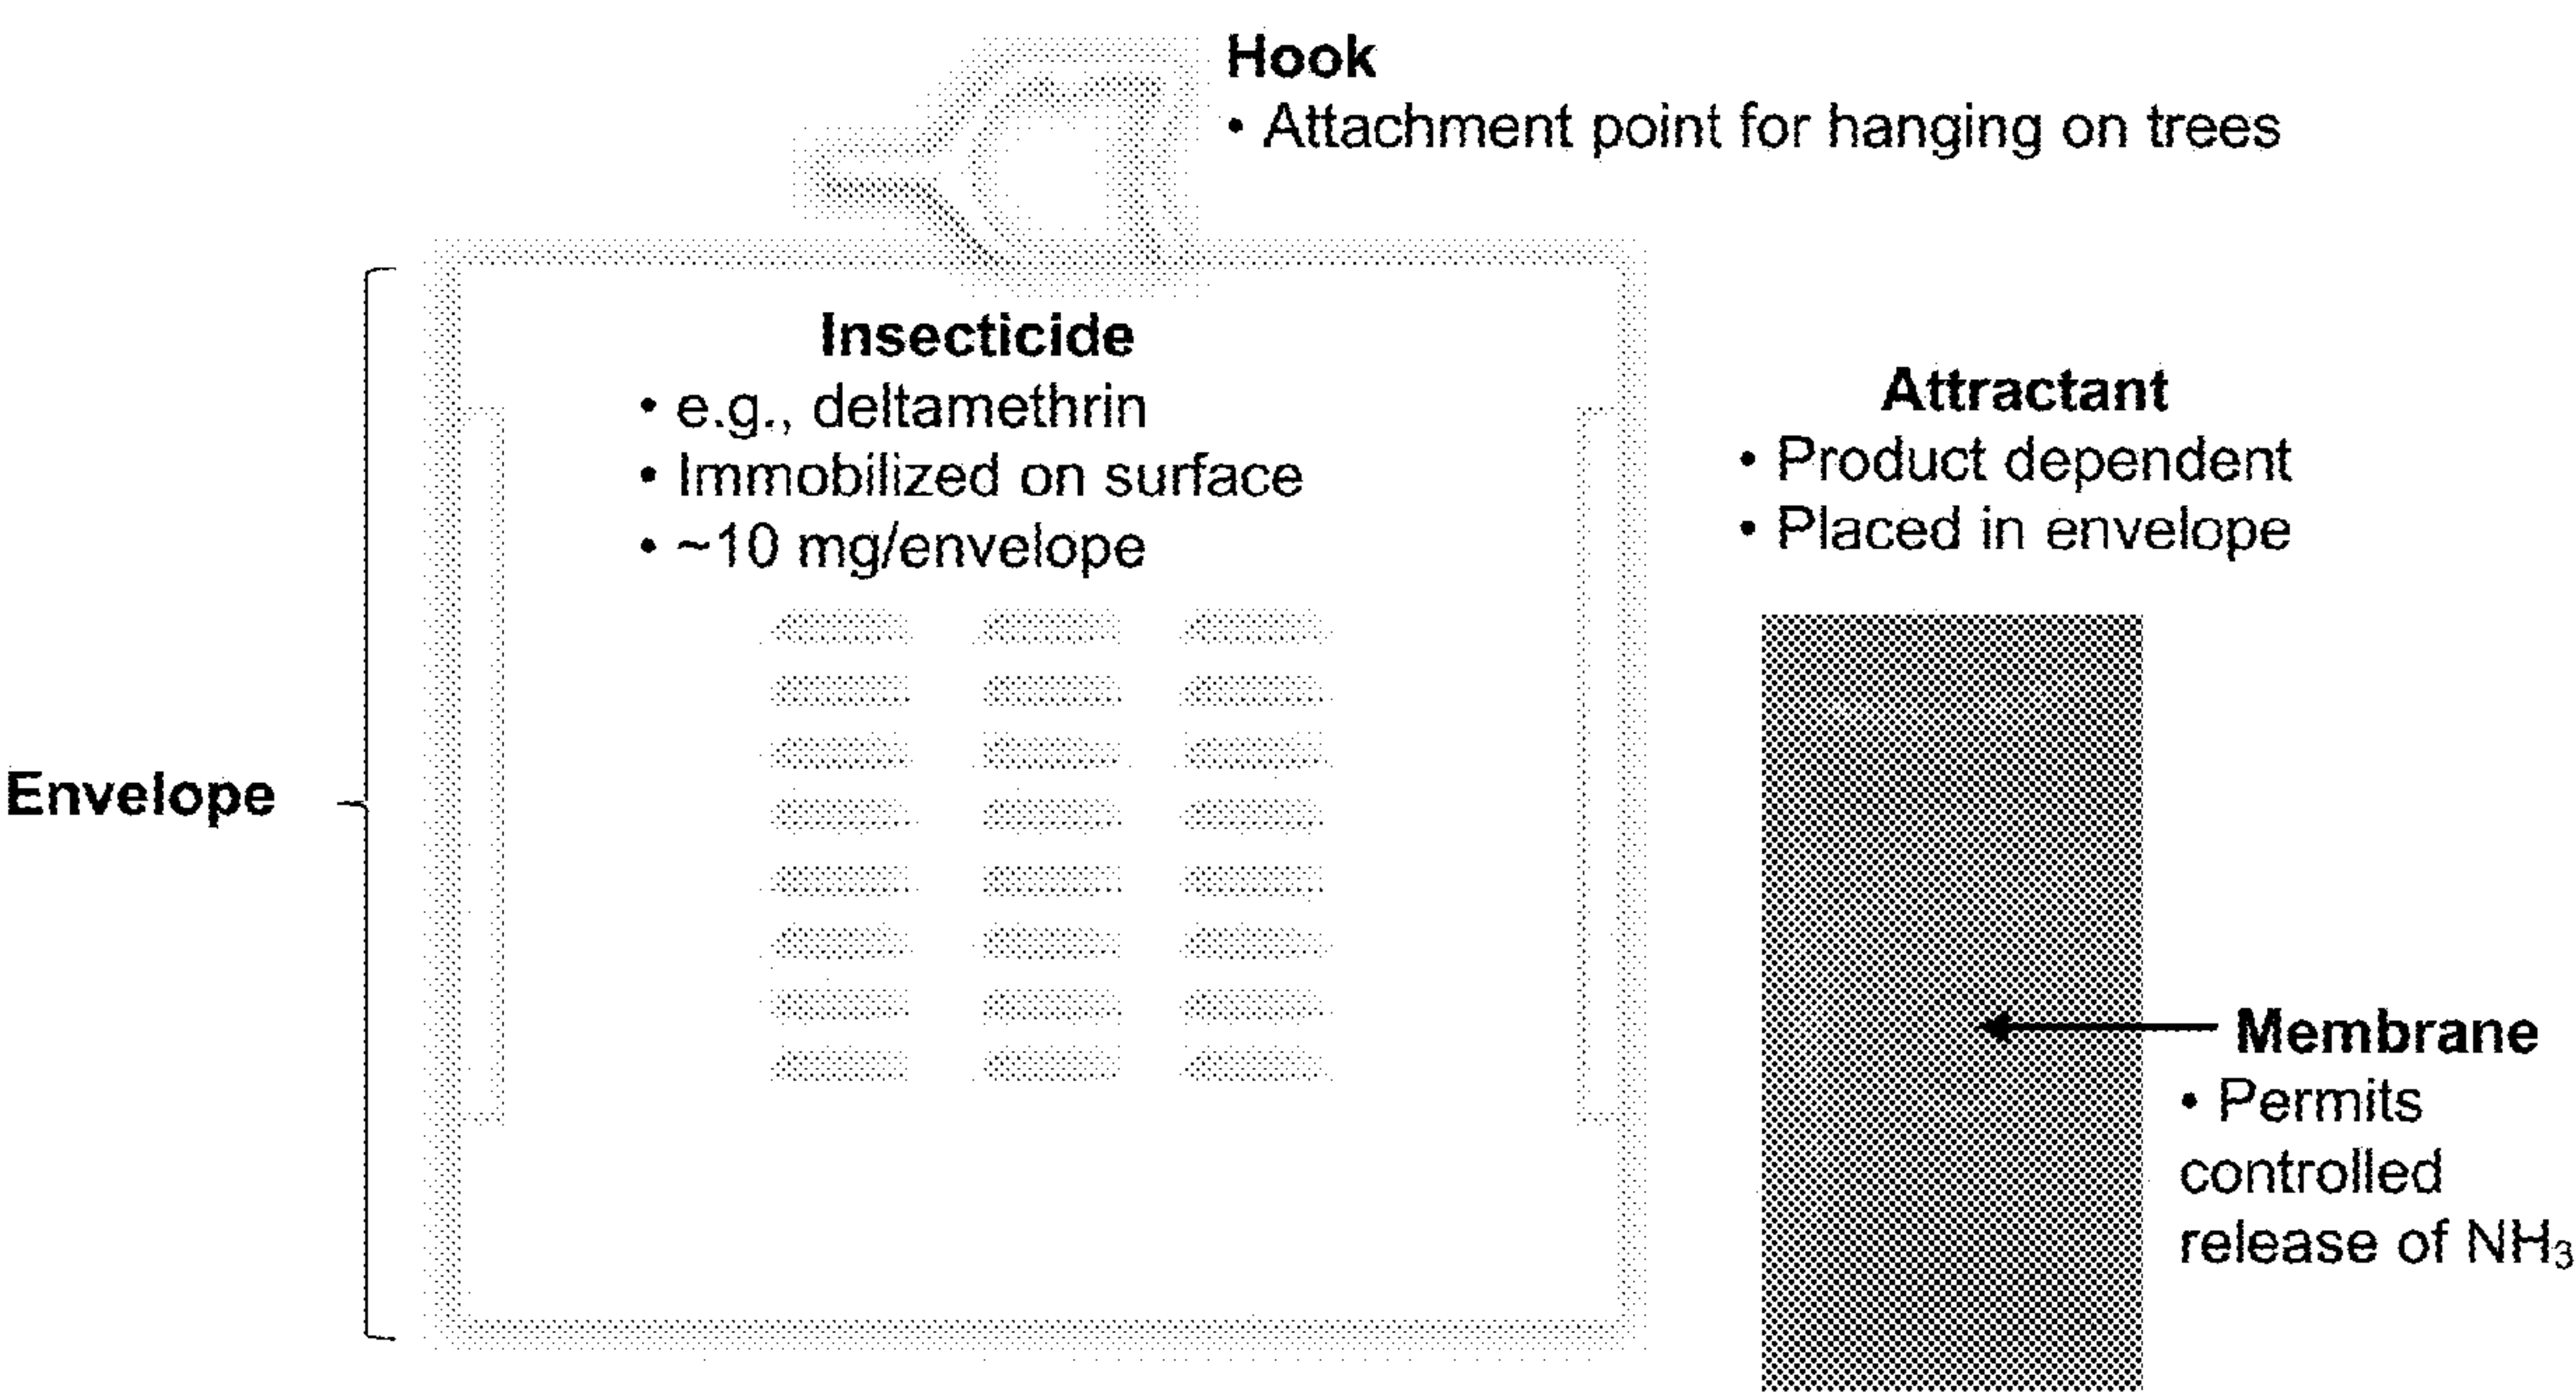 Hook
• Attachment point for hanging on trees
Insecticide
• e.g., deltamethrin
• Immobilized on surface
• ~10 mg/envelope
Attractant
• Product dependent
• Placed in envelope
Envelope
Membrane
• Permits
controlled
release of NH₃